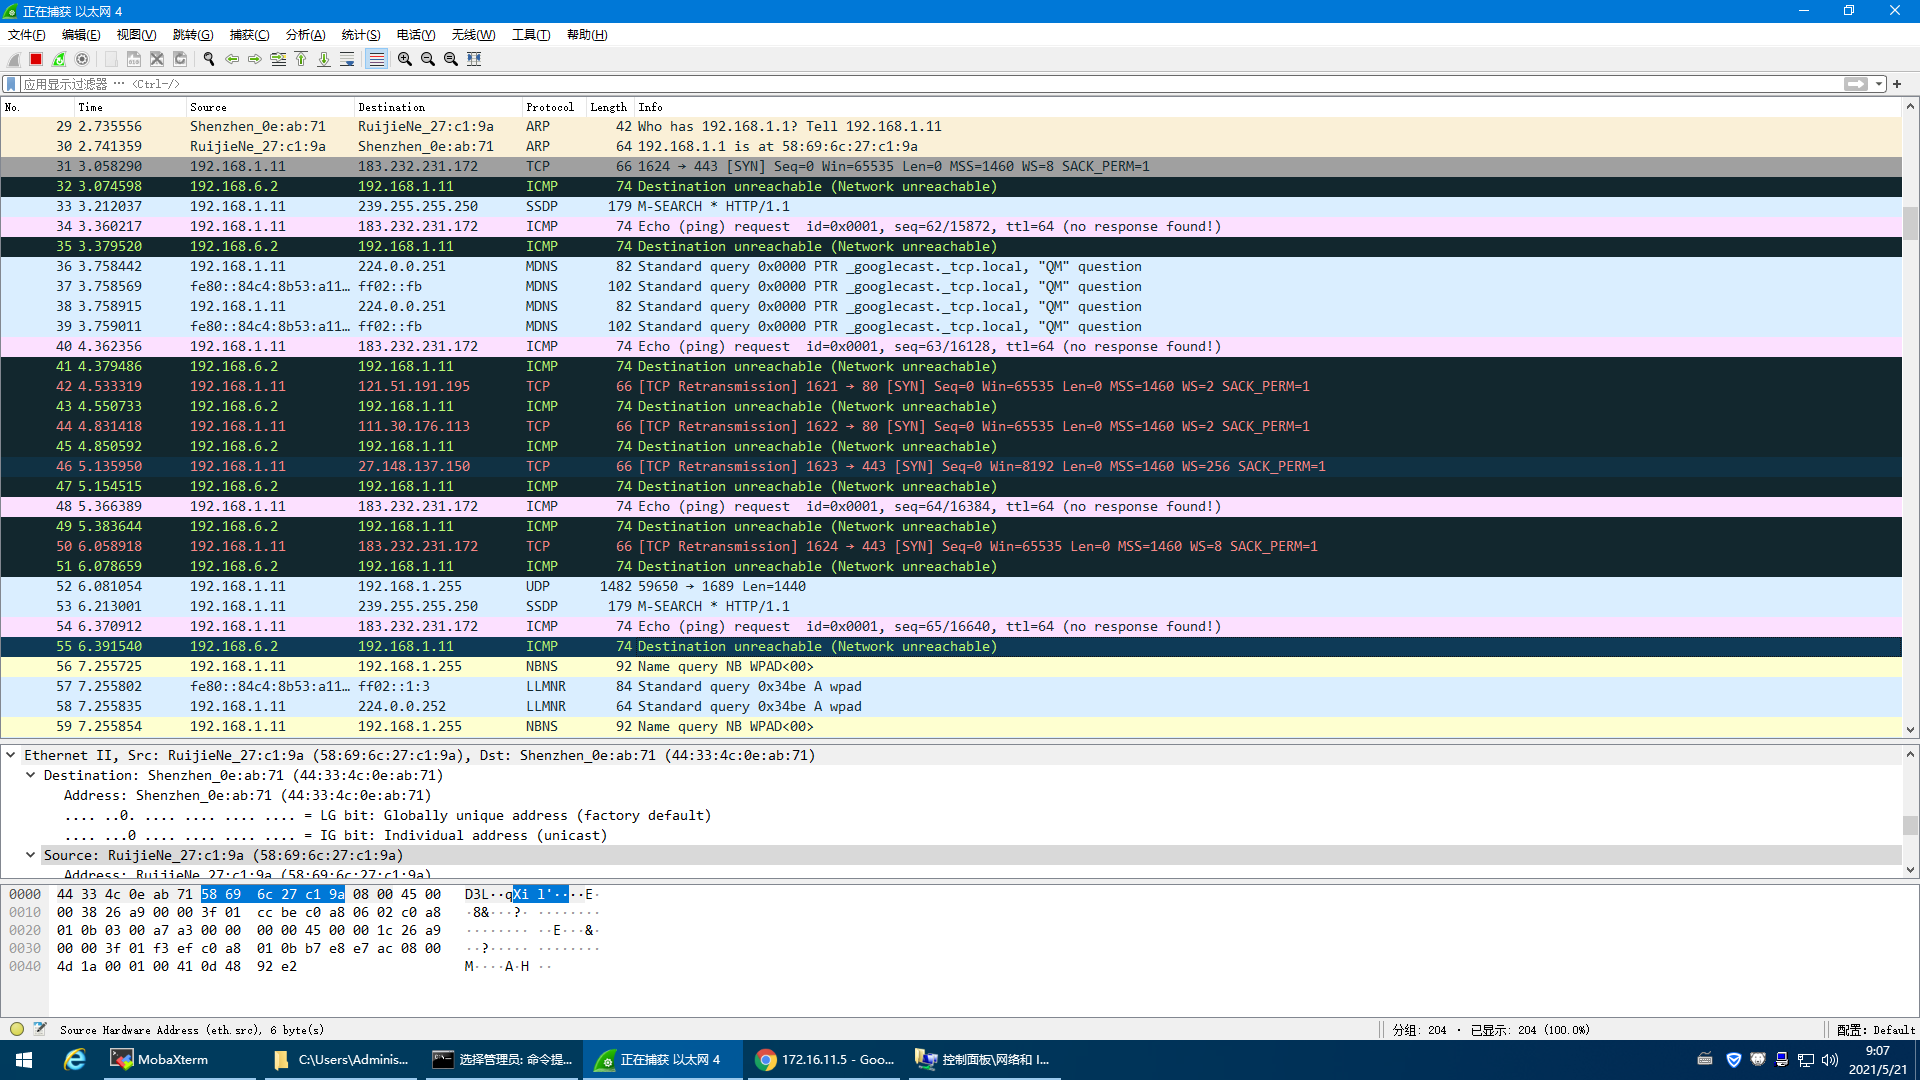 正在捕获 以太网 4
文件(F) 编辑(E) 视图(V) 跳转(G) 捕获(C) 分析(A) 统计(S) 电话(Y) 无线(W) 工具(T) 帮助(H)
应用显示过滤器 … <Ctrl-/>
No. Time Source Destination Protocol Length Info
29 2.735556 Shenzhen_0e:ab:71 RuijieNe_27:c1:9a ARP 42 Who has 192.168.1.1? Tell 192.168.1.11
30 2.741359 RuijieNe_27:c1:9a Shenzhen_0e:ab:71 ARP 64 192.168.1.1 is at 58:69:6c:27:c1:9a
31 3.058290 192.168.1.11 183.232.231.172 TCP 66 1624 → 443 [SYN] Seq=0 Win=65535 Len=0 MSS=1460 WS=8 SACK_PERM=1
32 3.074598 192.168.6.2 192.168.1.11 ICMP 74 Destination unreachable (Network unreachable)
33 3.212037 192.168.1.11 239.255.255.250 SSDP 179 M-SEARCH * HTTP/1.1
34 3.360217 192.168.1.11 183.232.231.172 ICMP 74 Echo (ping) request id=0x0001, seq=62/15872, ttl=64 (no response found!)
35 3.379520 192.168.6.2 192.168.1.11 ICMP 74 Destination unreachable (Network unreachable)
36 3.758442 192.168.1.11 224.0.0.251 MDNS 82 Standard query 0x0000 PTR _googlecast._tcp.local, "QM" question
37 3.758569 fe80::84c4:8b53:a11… ff02::fb MDNS 102 Standard query 0x0000 PTR _googlecast._tcp.local, "QM" question
38 3.758915 192.168.1.11 224.0.0.251 MDNS 82 Standard query 0x0000 PTR _googlecast._tcp.local, "QM" question
39 3.759011 fe80::84c4:8b53:a11… ff02::fb MDNS 102 Standard query 0x0000 PTR _googlecast._tcp.local, "QM" question
40 4.362356 192.168.1.11 183.232.231.172 ICMP 74 Echo (ping) request id=0x0001, seq=63/16128, ttl=64 (no response found!)
41 4.379486 192.168.6.2 192.168.1.11 ICMP 74 Destination unreachable (Network unreachable)
42 4.533319 192.168.1.11 121.51.191.195 TCP 66 [TCP Retransmission] 1621 → 80 [SYN] Seq=0 Win=65535 Len=0 MSS=1460 WS=2 SACK_PERM=1
43 4.550733 192.168.6.2 192.168.1.11 ICMP 74 Destination unreachable (Network unreachable)
44 4.831418 192.168.1.11 111.30.176.113 TCP 66 [TCP Retransmission] 1622 → 80 [SYN] Seq=0 Win=65535 Len=0 MSS=1460 WS=2 SACK_PERM=1
45 4.850592 192.168.6.2 192.168.1.11 ICMP 74 Destination unreachable (Network unreachable)
46 5.135950 192.168.1.11 27.148.137.150 TCP 66 [TCP Retransmission] 1623 → 443 [SYN] Seq=0 Win=8192 Len=0 MSS=1460 WS=256 SACK_PERM=1
47 5.154515 192.168.6.2 192.168.1.11 ICMP 74 Destination unreachable (Network unreachable)
48 5.366389 192.168.1.11 183.232.231.172 ICMP 74 Echo (ping) request id=0x0001, seq=64/16384, ttl=64 (no response found!)
49 5.383644 192.168.6.2 192.168.1.11 ICMP 74 Destination unreachable (Network unreachable)
50 6.058918 192.168.1.11 183.232.231.172 TCP 66 [TCP Retransmission] 1624 → 443 [SYN] Seq=0 Win=65535 Len=0 MSS=1460 WS=8 SACK_PERM=1
51 6.078659 192.168.6.2 192.168.1.11 ICMP 74 Destination unreachable (Network unreachable)
52 6.081054 192.168.1.11 192.168.1.255 UDP 1482 59650 → 1689 Len=1440
53 6.213001 192.168.1.11 239.255.255.250 SSDP 179 M-SEARCH * HTTP/1.1
54 6.370912 192.168.1.11 183.232.231.172 ICMP 74 Echo (ping) request id=0x0001, seq=65/16640, ttl=64 (no response found!)
55 6.391540 192.168.6.2 192.168.1.11 ICMP 74 Destination unreachable (Network unreachable)
56 7.255725 192.168.1.11 192.168.1.255 NBNS 92 Name query NB WPAD<00>
57 7.255802 fe80::84c4:8b53:a11… ff02::1:3 LLMNR 84 Standard query 0x34be A wpad
58 7.255835 192.168.1.11 224.0.0.252 LLMNR 64 Standard query 0x34be A wpad
59 7.255854 192.168.1.11 192.168.1.255 NBNS 92 Name query NB WPAD<00>
Ethernet II, Src: RuijieNe_27:c1:9a (58:69:6c:27:c1:9a), Dst: Shenzhen_0e:ab:71 (44:33:4c:0e:ab:71)
Destination: Shenzhen_0e:ab:71 (44:33:4c:0e:ab:71)
Address: Shenzhen_0e:ab:71 (44:33:4c:0e:ab:71)
.... ..0. .... .... .... .... = LG bit: Globally unique address (factory default)
.... ...0 .... .... .... .... = IG bit: Individual address (unicast)
Source: RuijieNe_27:c1:9a (58:69:6c:27:c1:9a)
Address: RuijieNe_27:c1:9a (58:69:6c:27:c1:9a)
0000 44 33 4c 0e ab 71 58 69 6c 27 c1 9a 08 00 45 00 D3L··qXi l'····E·
0010 00 38 26 a9 00 00 3f 01 cc be c0 a8 06 02 c0 a8 ·8&···?· ········
0020 01 0b 03 00 a7 a3 00 00 00 00 45 00 00 1c 26 a9 ········ ··E···&·
0030 00 00 3f 01 f3 ef c0 a8 01 0b b7 e8 e7 ac 08 00 ··?····· ········
0040 4d 1a 00 01 00 41 0d 48 92 e2 M····A·H ··
Source Hardware Address (eth.src), 6 byte(s) 分组: 204 · 已显示: 204 (100.0%) 配置: Default
MobaXterm C:\Users\Adminis... 选择管理员: 命令提... 正在捕获 以太网 4 172.16.11.5 - Goo... 控制面板\网络和 I... 9:07
2021/5/21